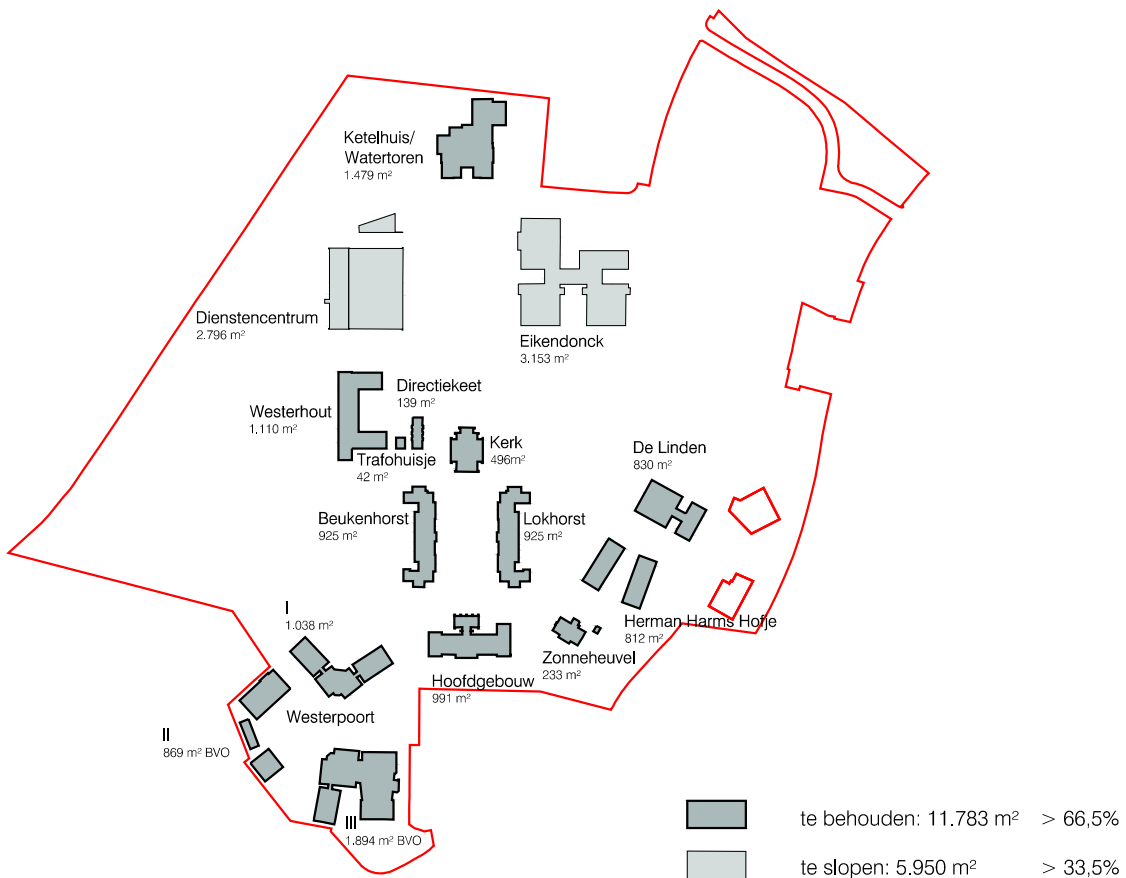 Ketelhuis/
Watertoren
1.479 m²
Dienstencentrum
2.796 m²
Eikendonck
3.153 m²
Directiekeet
139 m²
Westerhout
1.110 m²
Kerk
496m²
Trafohuisje
42 m²
De Linden
830 m²
Beukenhorst
925 m²
Lokhorst
925 m²
I
1.038 m²
Herman Harms Hofje
812 m²
Zonneheuvel
233 m²
Hoofdgebouw
991 m²
Westerpoort
II
869 m² BVO
III
1.894 m² BVO
te behouden: 11.783 m² > 66,5%
te slopen: 5.950 m² > 33,5%